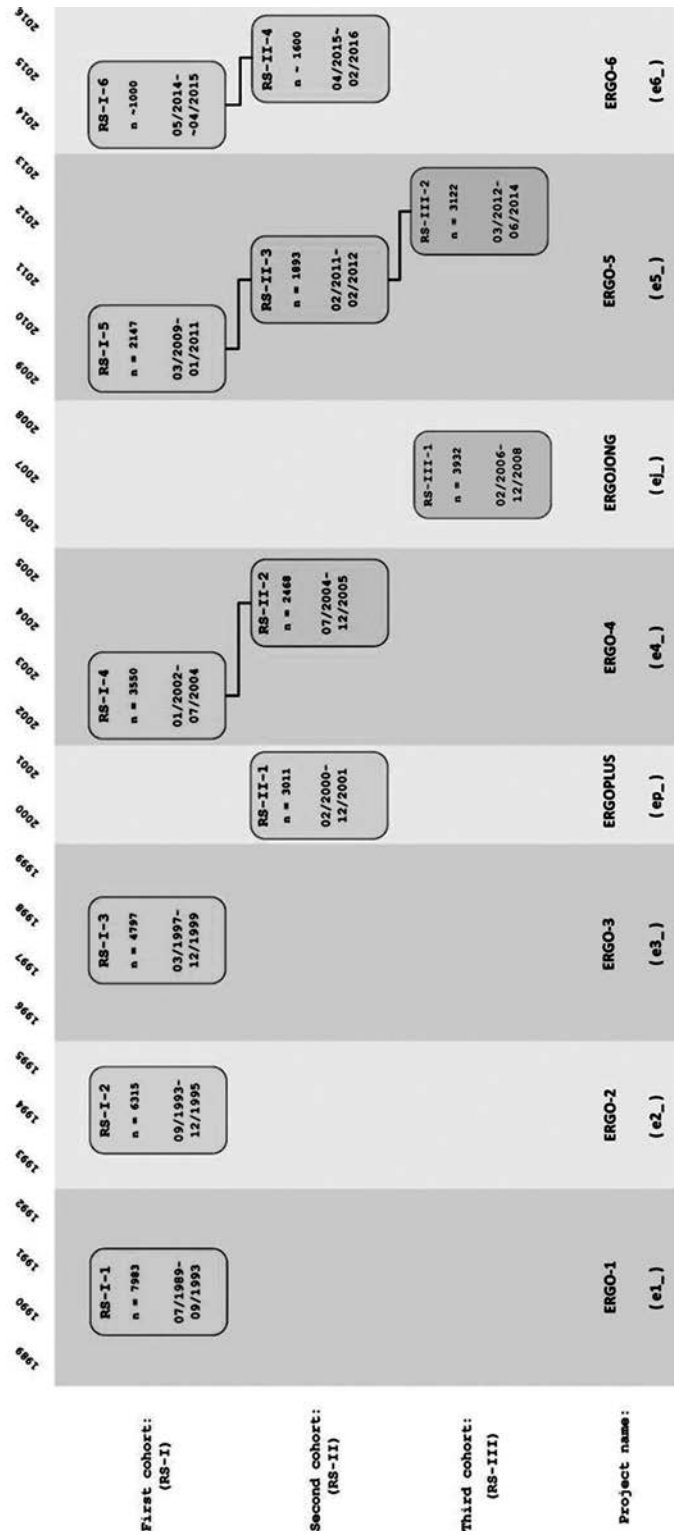 1989 1990 1991 1992 1993 1994 1995 1996 1997 1998 1999 2000 2001 2002 2003 2004 2005 2006 2007 2008 2009 2010 2011 2012 2013 2014 2015 2016
First cohort:
(RS-I)
RS-I-1
n = 7983
07/1989-
09/1993
RS-I-2
n = 6315
09/1993-
12/1995
RS-I-3
n = 4797
03/1997-
12/1999
RS-I-4
n = 3550
01/2002-
07/2004
RS-I-5
n = 2147
03/2009-
01/2011
RS-I-6
n ~1000
05/2014-
~04/2015
Second cohort:
(RS-II)
RS-II-1
n = 3011
02/2000-
12/2001
RS-II-2
n = 2468
07/2004-
12/2005
RS-II-3
n = 1893
02/2011-
02/2012
RS-II-4
n ~ 1600
04/2015~
02/2016
Third cohort:
(RS-III)
RS-III-1
n = 3932
02/2006-
12/2008
RS-III-2
n = 3122
03/2012-
06/2014
Project name:
ERGO-1
(e1_)
ERGO-2
(e2_)
ERGO-3
(e3_)
ERGOPLUS
(ep_)
ERGO-4
(e4_)
ERGOJONG
(ej_)
ERGO-5
(e5_)
ERGO-6
(e6_)